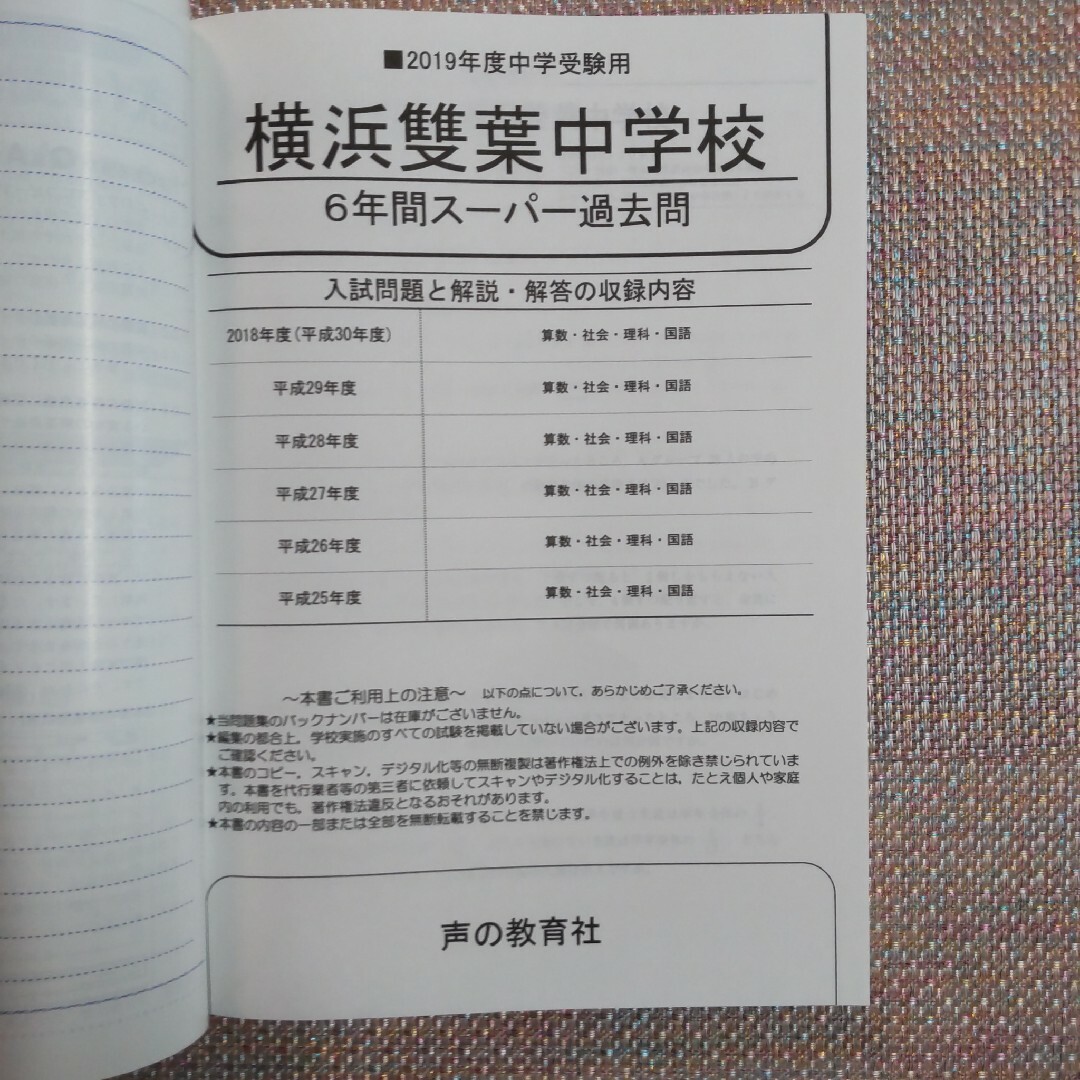 ■2019年度中学受験用
横浜雙葉中学校
6年間スーパー過去問
入試問題と解説・解答の収録内容
2018年度(平成30年度) 算数・社会・理科・国語
平成29年度 算数・社会・理科・国語
平成28年度 算数・社会・理科・国語
平成27年度 算数・社会・理科・国語
平成26年度 算数・社会・理科・国語
平成25年度 算数・社会・理科・国語
～本書ご利用上の注意～ 以下の点について，あらかじめご了承ください。
★当問題集のバックナンバーは在庫がございません。
★編集の都合上，学校実施のすべての試験を掲載していない場合がございます。上記の収録内容で
ご確認ください。
★本書のコピー，スキャン，デジタル化等の無断複製は著作権法上での例外を除き禁じられていま
す。本書を代行業者等の第三者に依頼してスキャンやデジタル化することは，たとえ個人や家庭
内の利用でも，著作権法違反となるおそれがあります。
★本書の内容の一部または全部を無断転載することを禁じます。
声の教育社